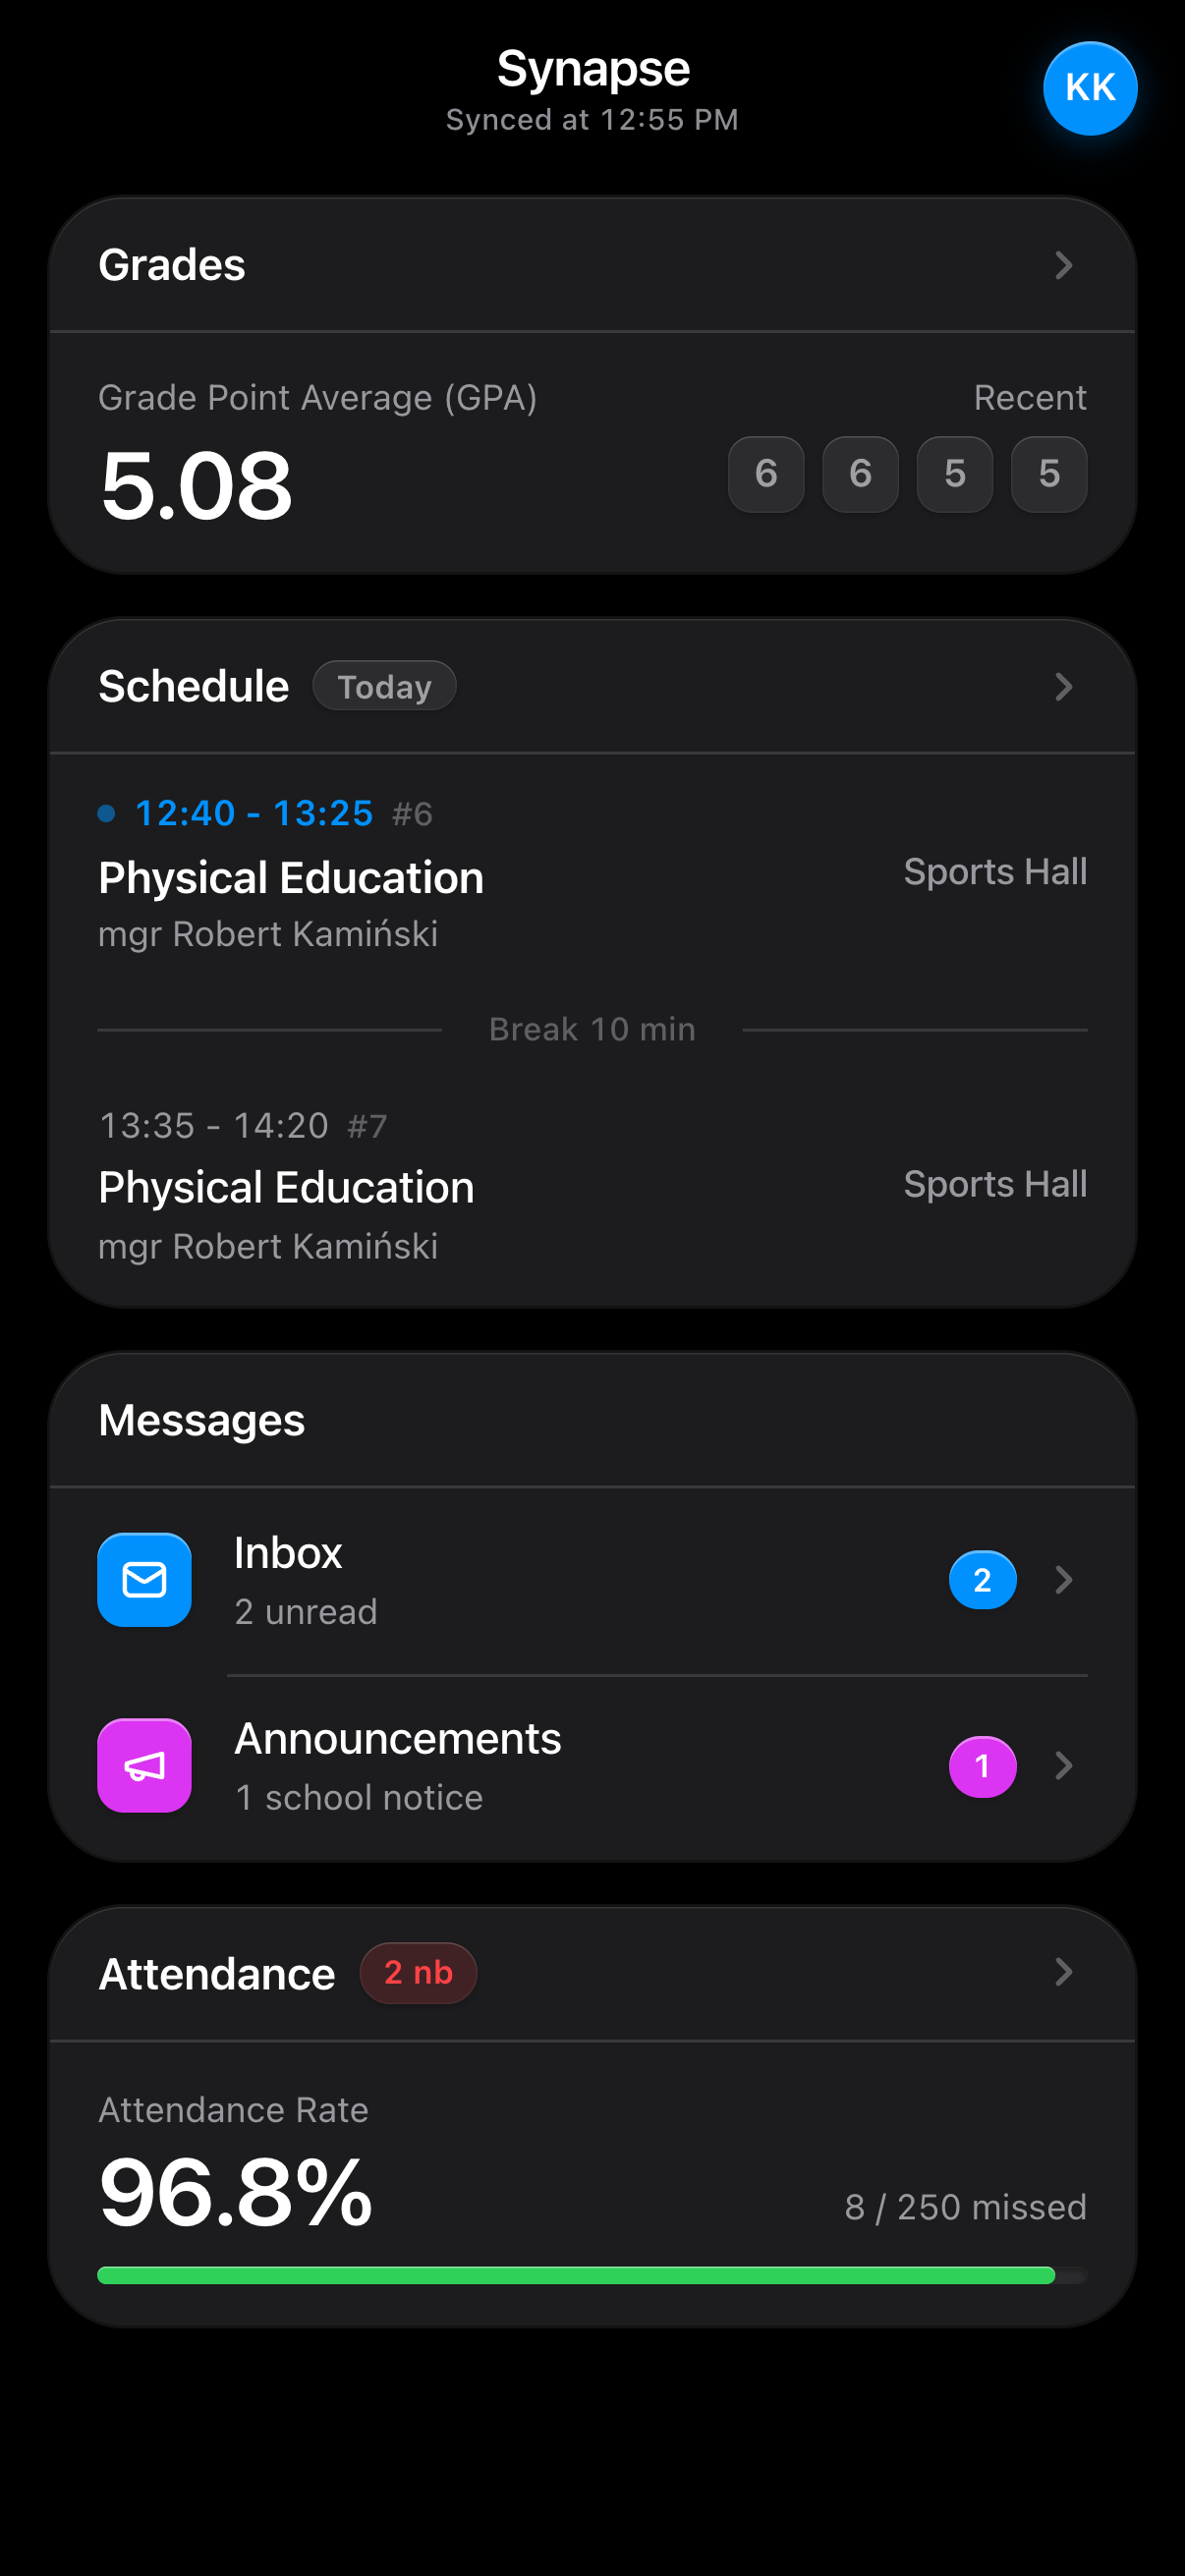 Synapse
Synced at 12:55 PM
KK
Grades
Grade Point Average (GPA)
Recent
5.08
6 6 5 5
Schedule Today
12:40 - 13:25 #6
Physical Education
Sports Hall
mgr Robert Kamiński
Break 10 min
13:35 - 14:20 #7
Physical Education
Sports Hall
mgr Robert Kamiński
Messages
Inbox
2 unread
2
Announcements
1 school notice
1
Attendance 2 nb
Attendance Rate
96.8%
8 / 250 missed